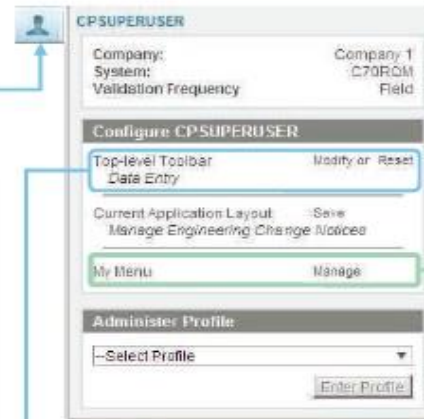 CPSUPERUSER
Company: Company 1
System: C70ROM
Validation Frequency Field
Configure CPSUPERUSER
Top-level Toolbar Modify or Reset
Data Entry
Current Application Layout Save
Manage Engineering Change Notices
My Menu Manage
Administer Profile
--Select Profile
Enter Profile